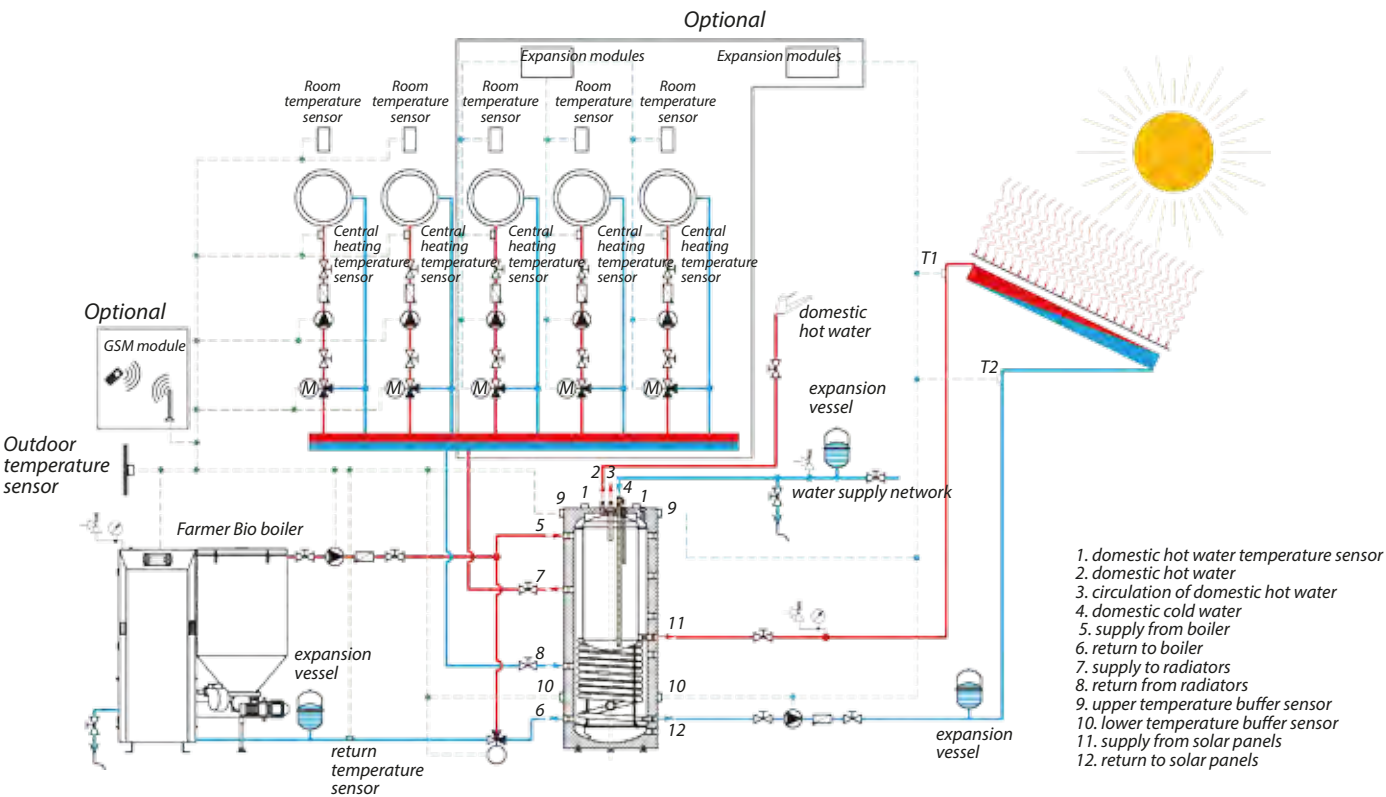 Optional
Expansion modules
Expansion modules
Room
temperature
sensor
Room
temperature
sensor
Room
temperature
sensor
Room
temperature
sensor
Room
temperature
sensor
Central
heating
temperature
sensor
Central
heating
temperature
sensor
Central
heating
temperature
sensor
Central
heating
temperature
sensor
Central
heating
temperature
sensor
T1
Optional
GSM module
domestic
hot water
T2
M
M
M
M
M
expansion
vessel
Outdoor
temperature
sensor
2
3
4
water supply network
9
1
1
9
Farmer Bio boiler
5
7
11
8
expansion
vessel
10
10
6
12
return
temperature
sensor
expansion
vessel
1. domestic hot water temperature sensor
2. domestic hot water
3. circulation of domestic hot water
4. domestic cold water
5. supply from boiler
6. return to boiler
7. supply to radiators
8. return from radiators
9. upper temperature buffer sensor
10. lower temperature buffer sensor
11. supply from solar panels
12. return to solar panels